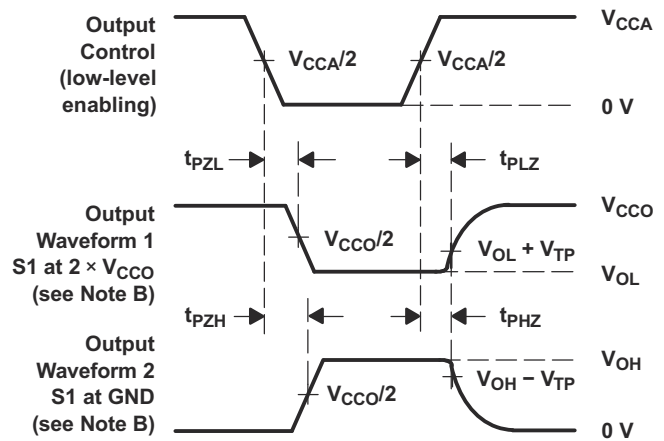 Output
Control
(low-level
enabling)
VCCA
VCCA/2
VCCA/2
0 V
tPZL
tPLZ
Output
Waveform 1
S1 at 2 × VCCO
(see Note B)
VCCO
VCCO/2
VOL + VTP
VOL
tPZH
tPHZ
Output
Waveform 2
S1 at GND
(see Note B)
VOH
VCCO/2
VOH − VTP
0 V